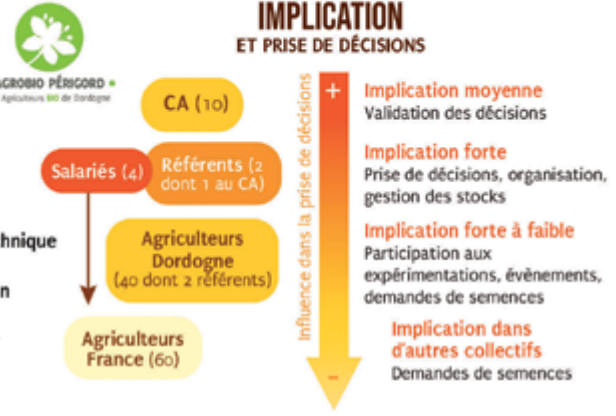 IMPLICATION
ET PRISE DE DÉCISIONS
AGROBIO PÉRIGORD
Agriculteurs BIO de Dordogne
CA (10)
Salariés (4)
Référents (2
dont 1 au CA)
Agriculteurs
Dordogne
(40 dont 2 référents)
Agriculteurs
France (60)
Influence dans la prise de décisions
+
-
Implication moyenne
Validation des décisions
Implication forte
Prise de décisions, organisation,
gestion des stocks
Implication forte à faible
Participation aux
expérimentations, évènements,
demandes de semences
Implication dans
d'autres collectifs
Demandes de semences